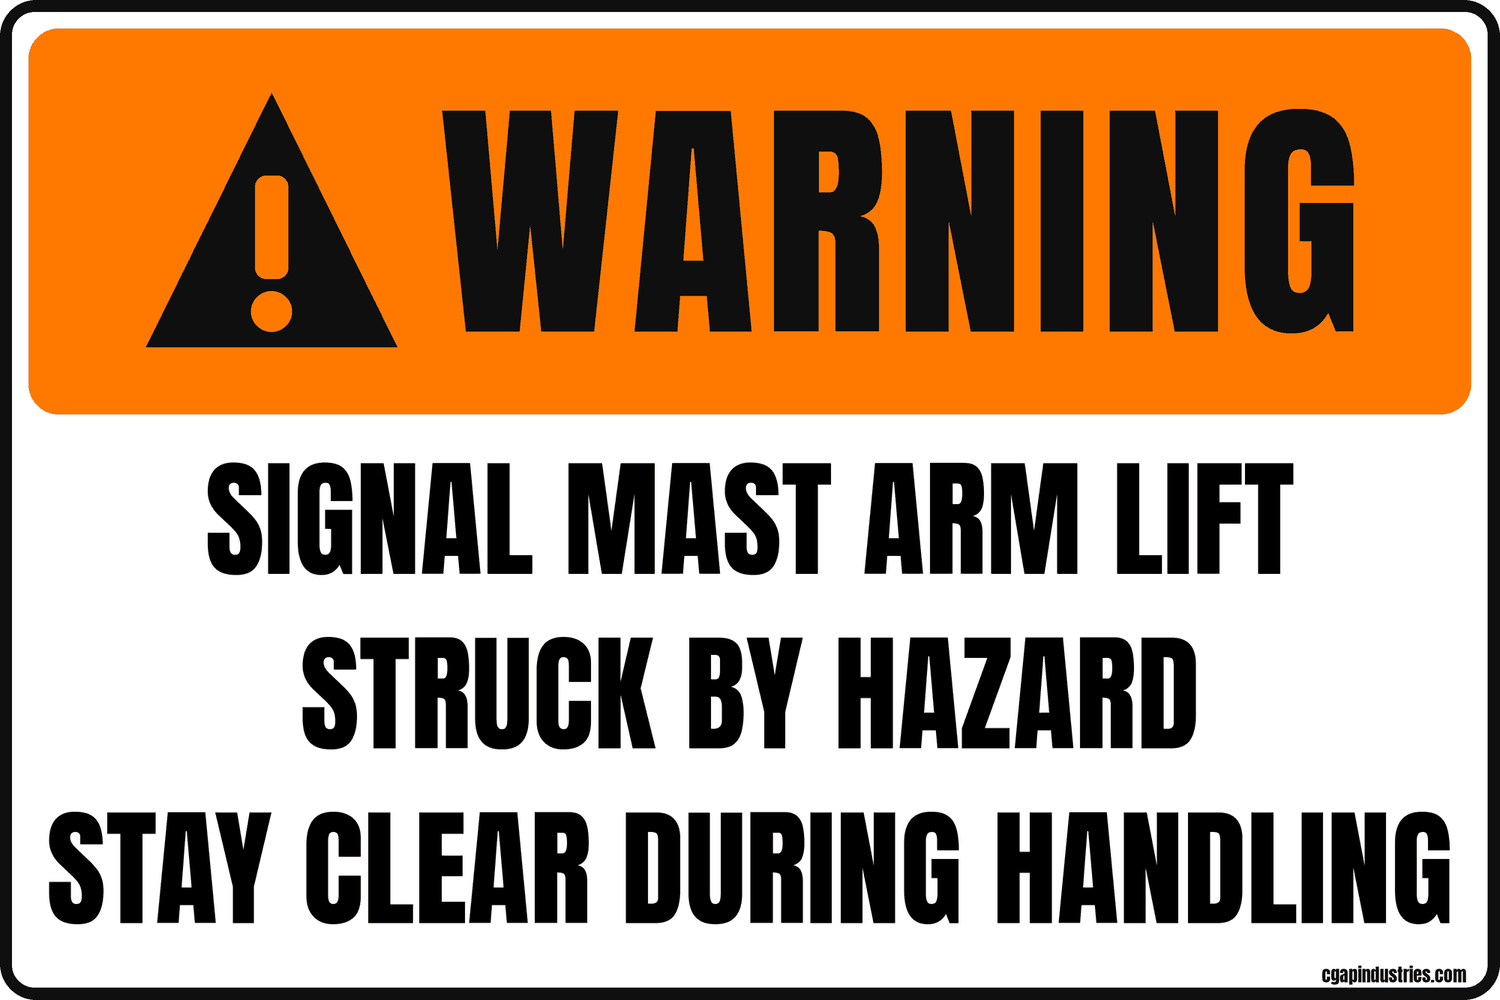 WARNING
SIGNAL MAST ARM LIFT
STRUCK BY HAZARD
STAY CLEAR DURING HANDLING
cgapindustries.com